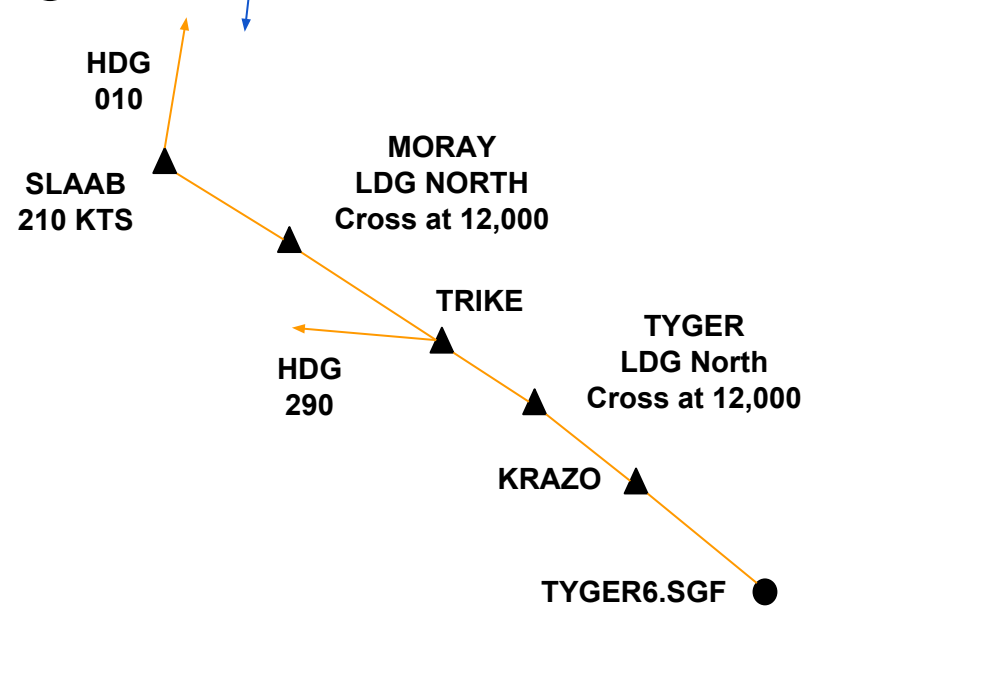 HDG
010
MORAY
LDG NORTH
Cross at 12,000
SLAAB
210 KTS
TRIKE
TYGER
LDG North
Cross at 12,000
HDG
290
KRAZO
TYGER6.SGF